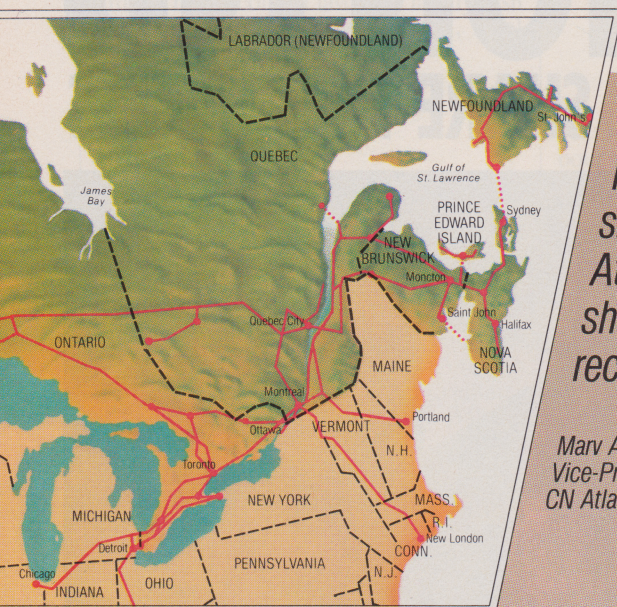 LABRADOR (NEWFOUNDLAND)
NEWFOUNDLAND
St. John's
QUEBEC
Gulf of
St. Lawrence
James
Bay
PRINCE
EDWARD
ISLAND
Sydney
NEW
BRUNSWICK
Moncton
Saint John
Halifax
NOVA
SCOTIA
Quebec City
ONTARIO
MAINE
Montreal
Portland
Ottawa
VERMONT
N.H.
Toronto
NEW YORK
MASS.
R.I.
MICHIGAN
New London
CONN.
Detroit
PENNSYLVANIA
N.J.
Chicago
INDIANA
OHIO
rec
Marv A
Vice-Pr
CN Atla